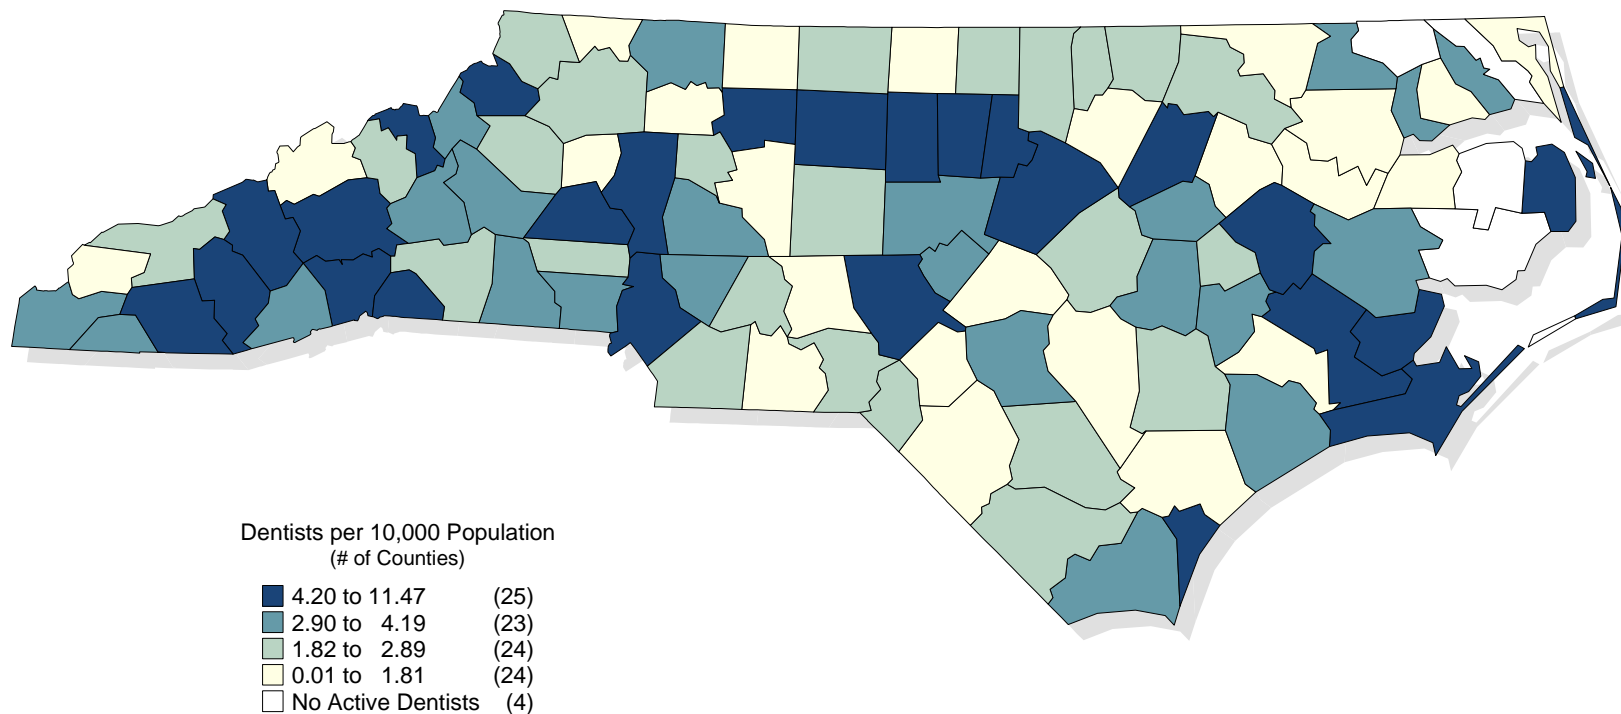 Dentists per 10,000 Population
(# of Counties)
4.20 to 11.47 (25)
2.90 to 4.19 (23)
1.82 to 2.89 (24)
0.01 to 1.81 (24)
No Active Dentists (4)